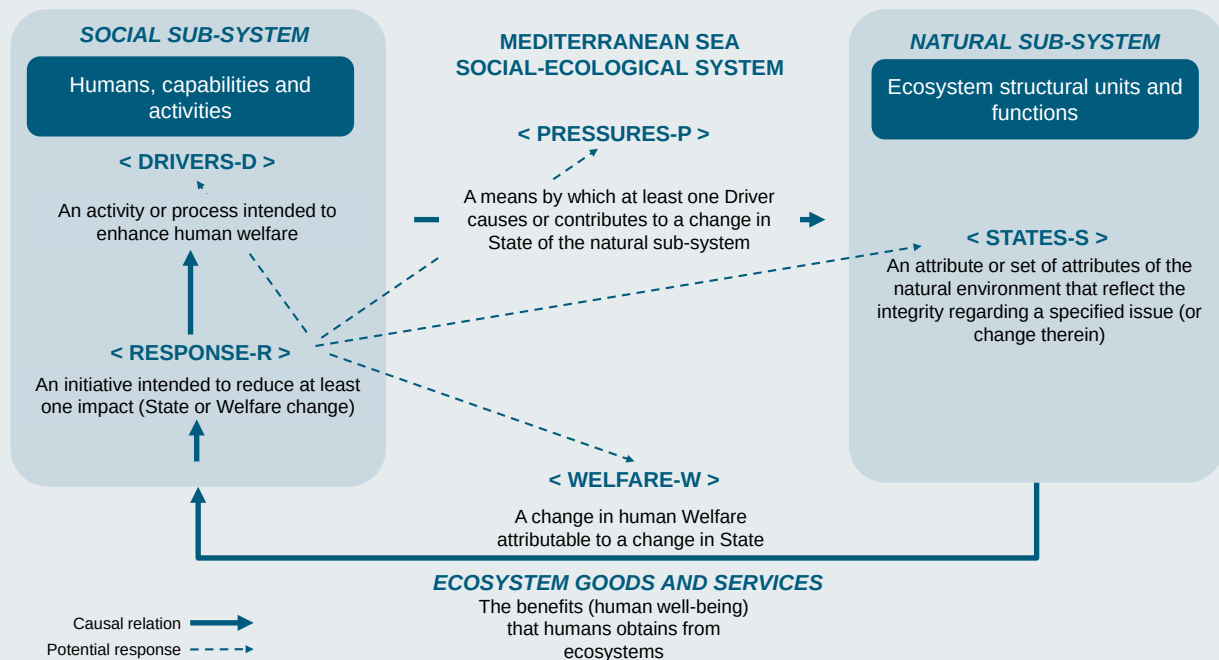 SOCIAL SUB-SYSTEM
Humans, capabilities and
activities
< DRIVERS-D >
An activity or process intended to
enhance human welfare
< RESPONSE-R >
An initiative intended to reduce at least
one impact (State or Welfare change)
MEDITERRANEAN SEA
SOCIAL-ECOLOGICAL SYSTEM
< PRESSURES-P >
A means by which at least one Driver
causes or contributes to a change in
State of the natural sub-system
NATURAL SUB-SYSTEM
Ecosystem structural units and
functions
< STATES-S >
An attribute or set of attributes of the
natural environment that reflect the
integrity regarding a specified issue (or
change therein)
< WELFARE-W >
A change in human Welfare
attributable to a change in State
ECOSYSTEM GOODS AND SERVICES
The benefits (human well-being)
that humans obtains from
ecosystems
Causal relation
Potential response